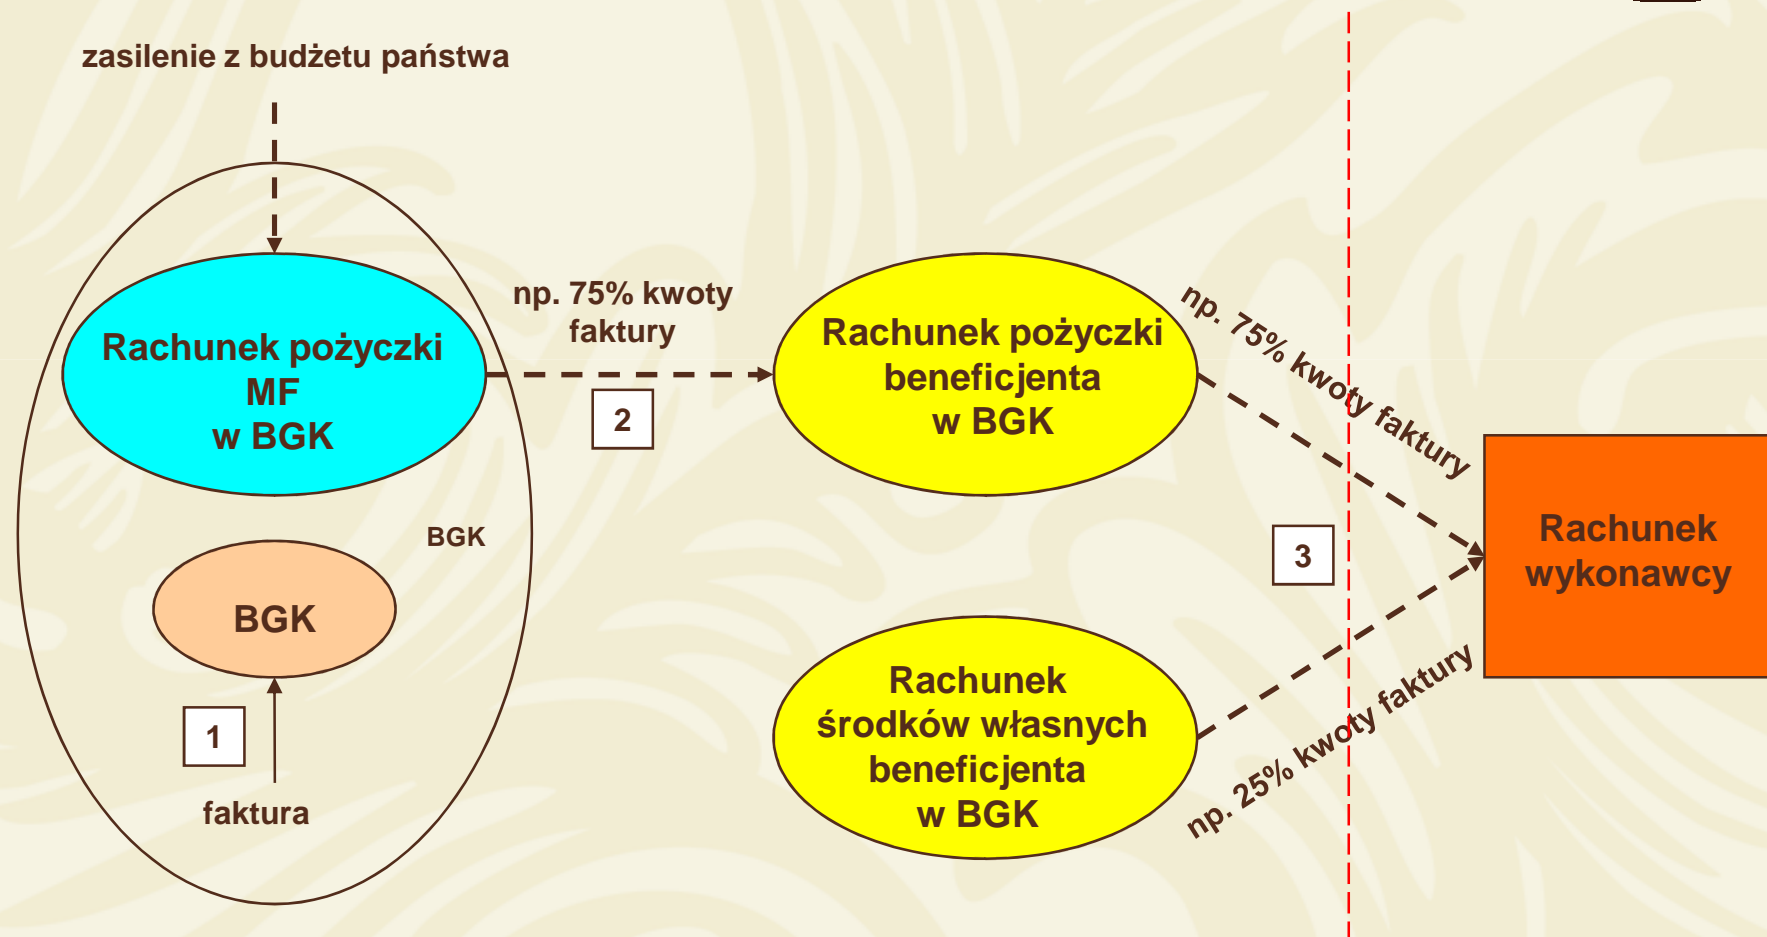 zasilenie z budżetu państwa
np. 75% kwoty
faktury
Rachunek pożyczki
MF
w BGK
2
Rachunek pożyczki
beneficjenta
w BGK
np. 75% kwoty faktury
BGK
BGK
3
Rachunek
wykonawcy
1
faktura
Rachunek
środków własnych
beneficjenta
w BGK
np. 25% kwoty faktury